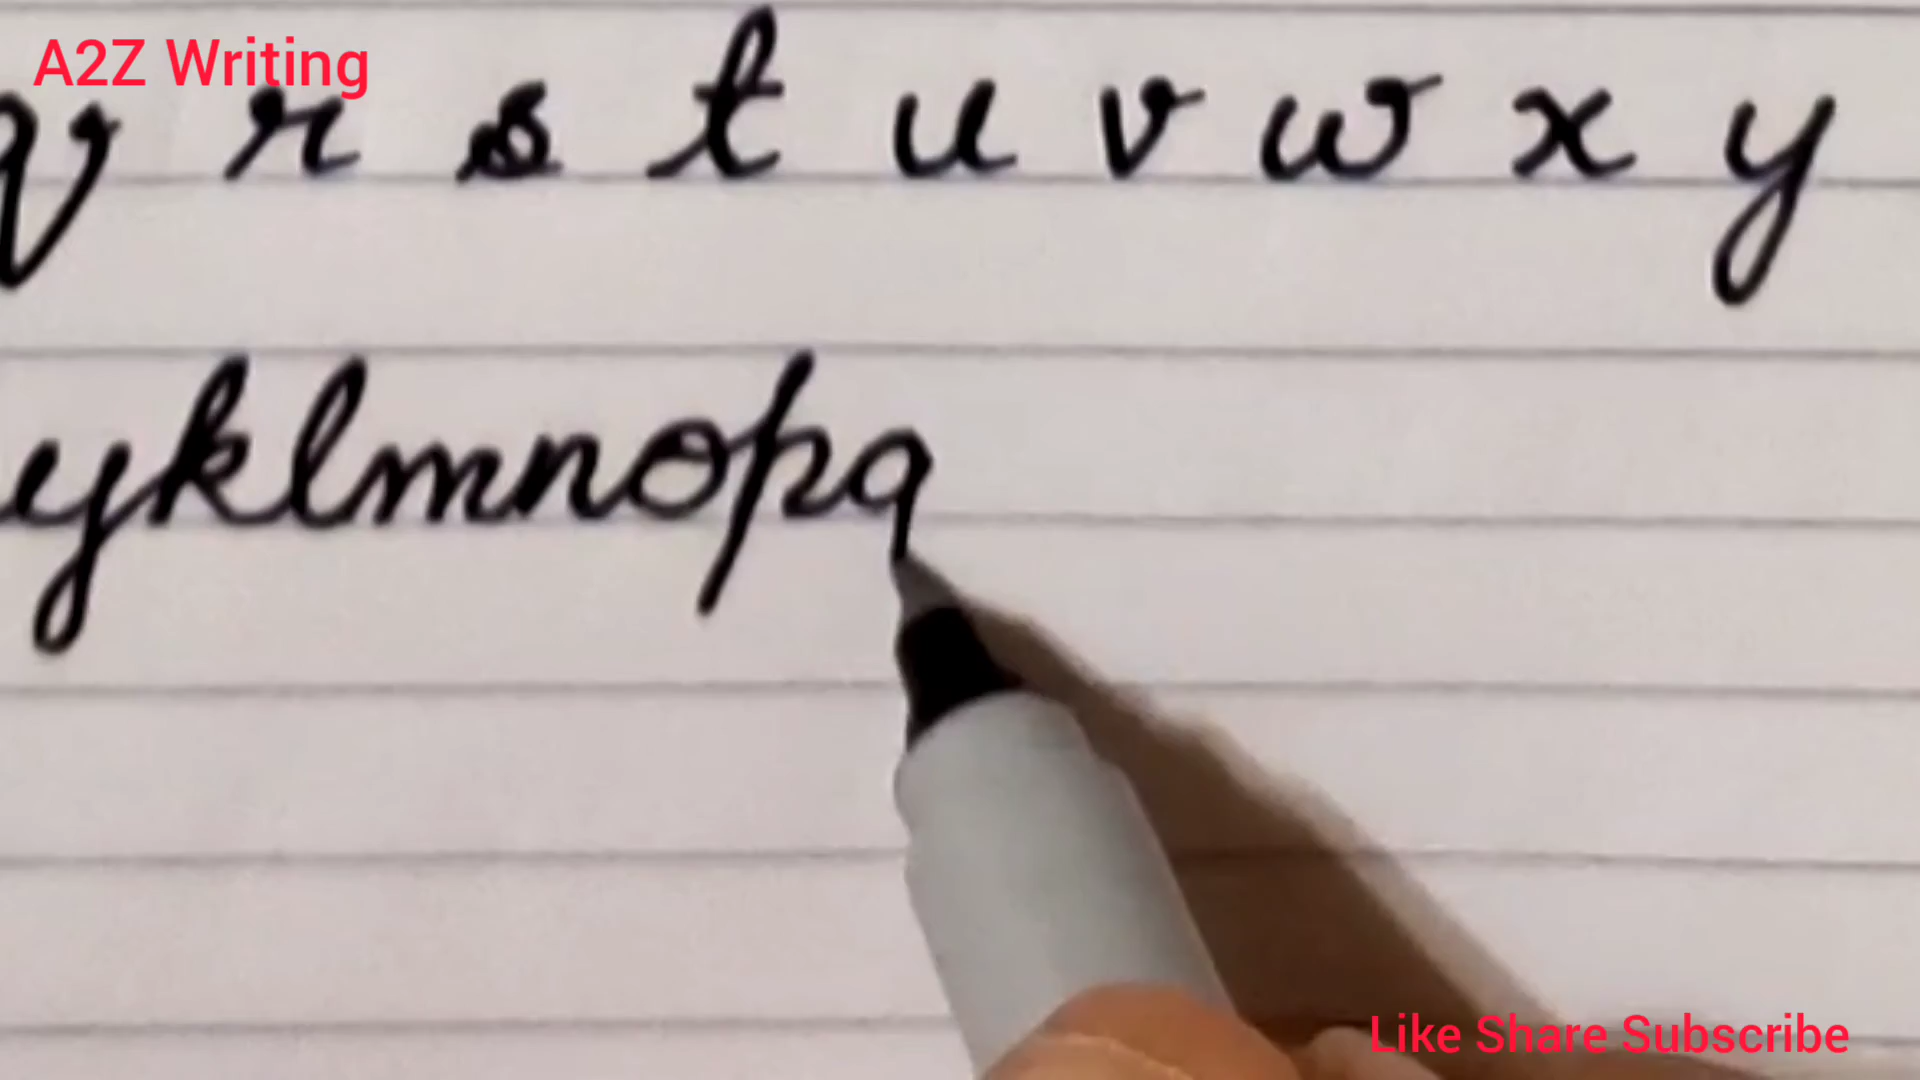 A2Z Writing
q r s t u v w x y
yklmnopq
Like Share Subscribe